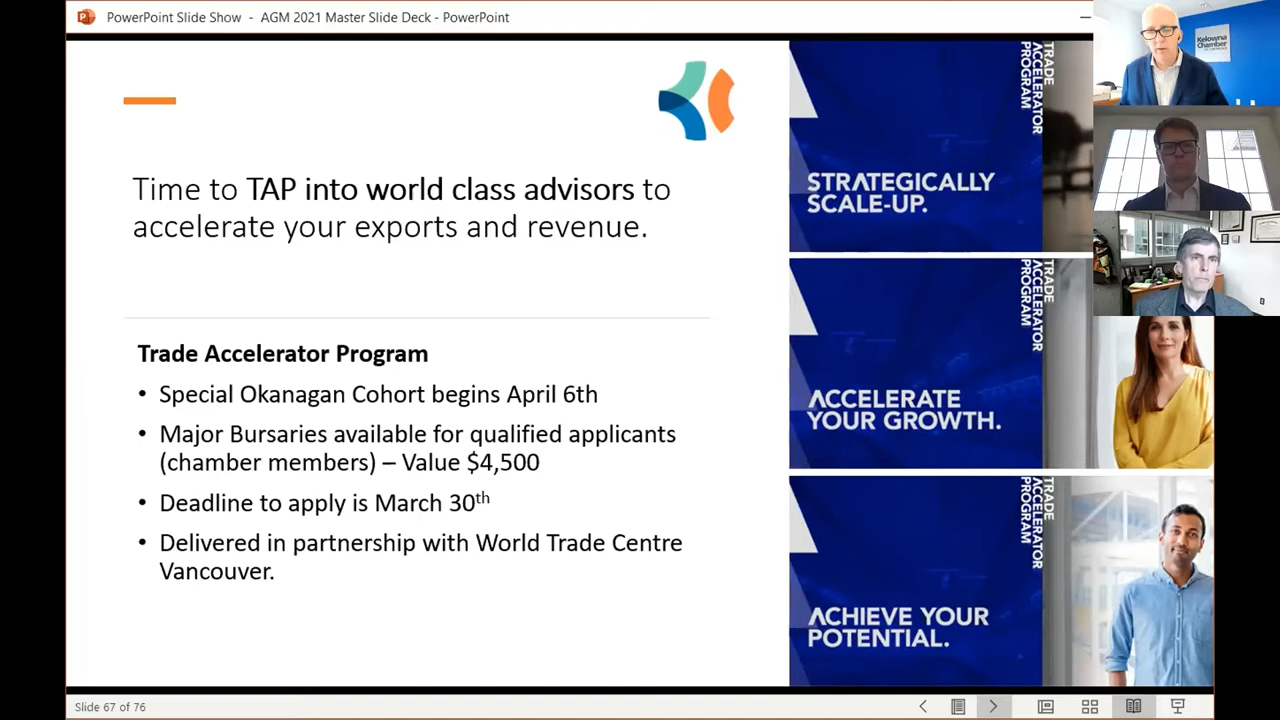 PowerPoint Slide Show - AGM 2021 Master Slide Deck - PowerPoint
Kelowna
Chamber
Time to TAP into world class advisors to
accelerate your exports and revenue.
Trade Accelerator Program
• Special Okanagan Cohort begins April 6th
• Major Bursaries available for qualified applicants
(chamber members) – Value $4,500
• Deadline to apply is March 30th
• Delivered in partnership with World Trade Centre
Vancouver.
TRADE
ACCELERATOR
PROGRAM
STRATEGICALLY
SCALE-UP.
TRADE
ACCELERATOR
PROGRAM
ACCELERATE
YOUR GROWTH.
TRADE
ACCELERATOR
PROGRAM
ACHIEVE YOUR
POTENTIAL.
Slide 67 of 76